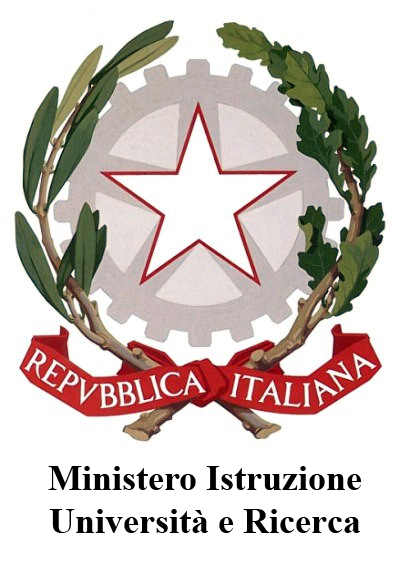 REPVBBLICA ITALIANA
Ministero Istruzione
Università e Ricerca